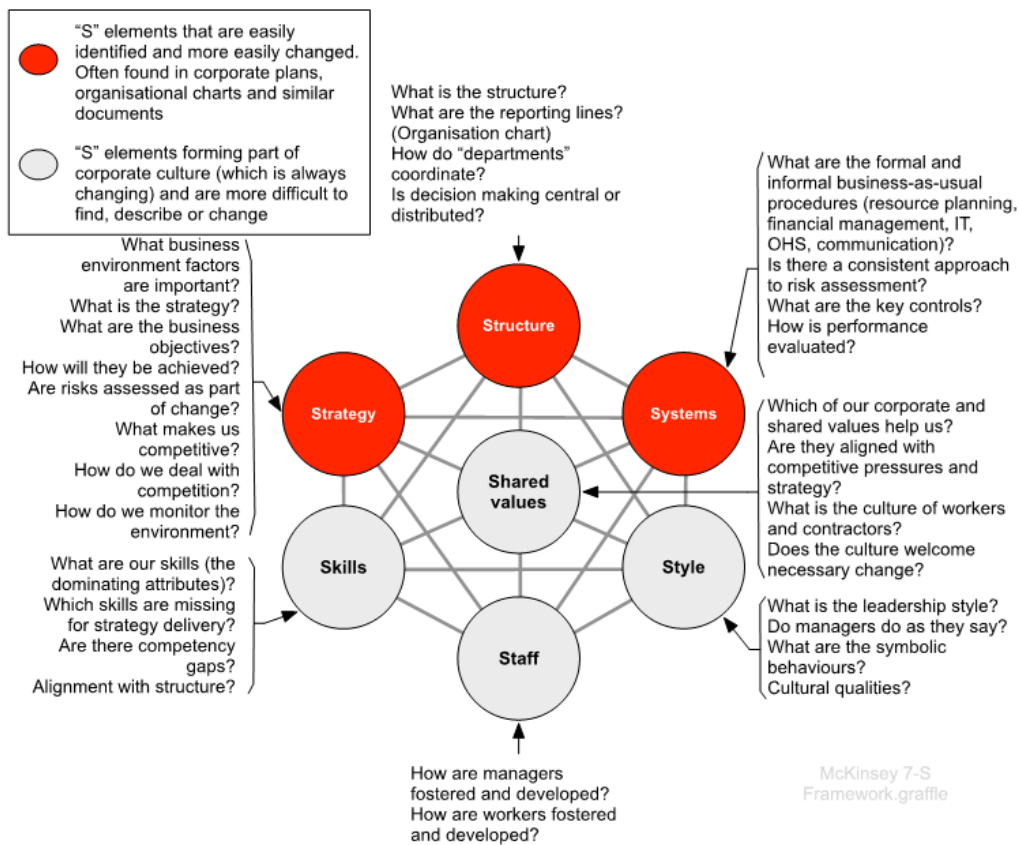 “S” elements that are easily
identified and more easily changed.
Often found in corporate plans,
organisational charts and similar
documents
“S” elements forming part of
corporate culture (which is always
changing) and are more difficult to
find, describe or change
What is the structure?
What are the reporting lines?
(Organisation chart)
How do “departments”
coordinate?
Is decision making central or
distributed?
What are the formal and
informal business-as-usual
procedures (resource planning,
financial management, IT,
OHS, communication)?
Is there a consistent approach
to risk assessment?
What are the key controls?
How is performance
evaluated?
What business
environment factors
are important?
What is the strategy?
What are the business
objectives?
How will they be achieved?
Are risks assessed as part
of change?
What makes us
competitive?
How do we deal with
competition?
How do we monitor the
environment?
Structure
Strategy
Systems
Shared
values
Skills
Style
Staff
Which of our corporate and
shared values help us?
Are they aligned with
competitive pressures and
strategy?
What is the culture of workers
and contractors?
Does the culture welcome
necessary change?
What are our skills (the
dominating attributes)?
Which skills are missing
for strategy delivery?
Are there competency
gaps?
Alignment with structure?
What is the leadership style?
Do managers do as they say?
What are the symbolic
behaviours?
Cultural qualities?
How are managers
fostered and developed?
How are workers fostered
and developed?
McKinsey 7-S
Framework.graffle